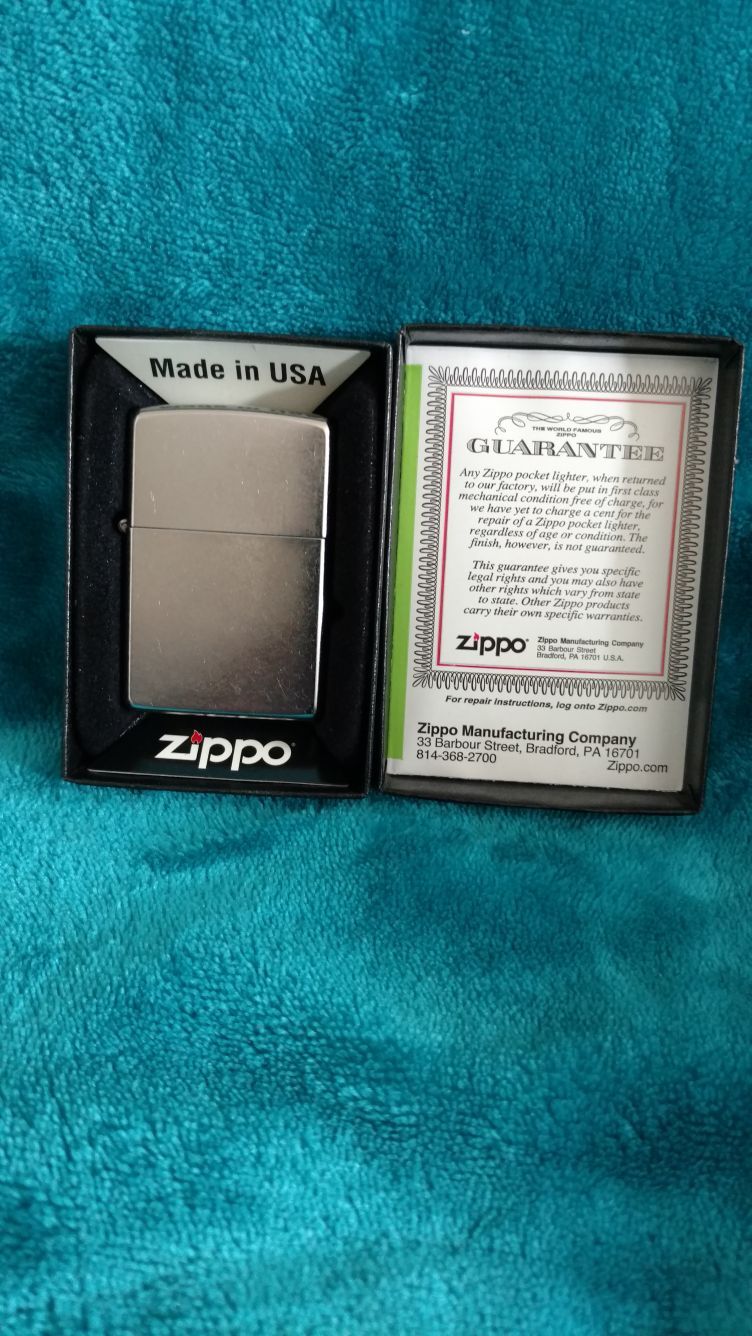 Made in USA
zippo
THE WORLD FAMOUS
ZIPPO
GUARANTEE
Any Zippo pocket lighter, when returned
to our factory, will be put in first class
mechanical condition free of charge, for
we have yet to charge a cent for the
repair of a Zippo pocket lighter,
regardless of age or condition. The
finish, however, is not guaranteed.
This guarantee gives you specific
legal rights and you may also have
other rights which vary from state
to state. Other Zippo products
carry their own specific warranties.
zippo
Zippo Manufacturing Company
33 Barbour Street
Bradford, PA 16701 U.S.A.
For repair instructions, log onto Zippo.com
Zippo Manufacturing Company
33 Barbour Street, Bradford, PA 16701
814-368-2700 Zippo.com